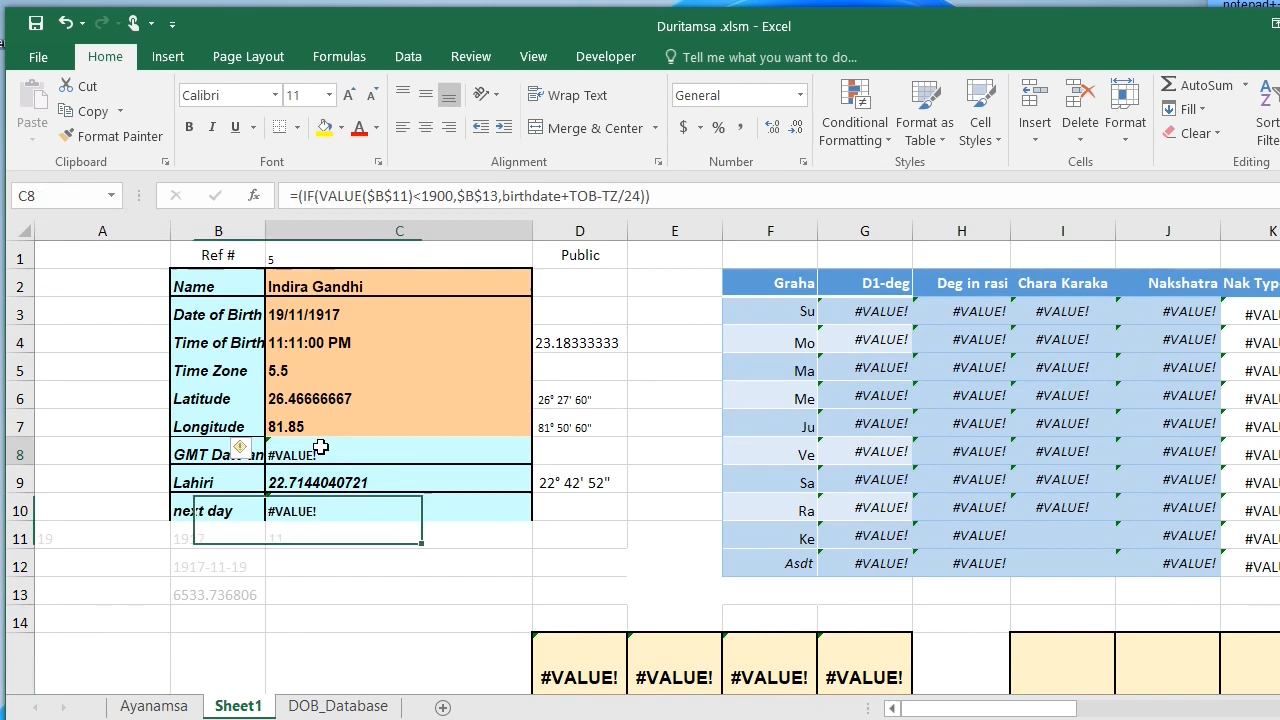 notepad+
Duritamsa .xlsm - Excel
File Home Insert Draw Page Layout Formulas Data Review View Developer Tell me what you want to do...
Paste
Cut
Copy
Format Painter
Clipboard
Calibri 11
B I U
Font
Wrap Text
Merge & Center
Alignment
General
$ % ,
Number
Conditional Formatting
Format as Table
Cell Styles
Styles
Insert Delete Format
Cells
AutoSum
Fill
Clear
Sort
Filte
Editing
C8 =(IF(VALUE($B$11)<1900,$B$13,birthdate+TOB-TZ/24))
A B C D E F G H I J K
1 Ref # 5 Public
2 Name Indira Gandhi Graha D1-deg Deg in rasi Chara Karaka Nakshatra Nak Type
3 Date of Birth 19/11/1917 Su #VALUE! #VALUE! #VALUE! #VALUE! #VALU
4 Time of Birth 11:11:00 PM 23.18333333 Mo #VALUE! #VALUE! #VALUE! #VALUE! #VALU
5 Time Zone 5.5 Ma #VALUE! #VALUE! #VALUE! #VALUE! #VALU
6 Latitude 26.46666667 26° 27' 60" Me #VALUE! #VALUE! #VALUE! #VALUE! #VALU
7 Longitude 81.85 81° 50' 60" Ju #VALUE! #VALUE! #VALUE! #VALUE! #VALU
8 GMT Date an #VALUE! Ve #VALUE! #VALUE! #VALUE! #VALUE! #VALU
9 Lahiri 22.7144040721 22° 42' 52" Sa #VALUE! #VALUE! #VALUE! #VALUE! #VALU
10 next day #VALUE! Ra #VALUE! #VALUE! #VALUE! #VALUE! #VALU
11 19 1917 11 Ke #VALUE! #VALUE! #VALUE! #VALU
12 1917-11-19 Asdt #VALUE! #VALUE! #VALUE! #VALU
13 6533.736806
14
#VALUE! #VALUE! #VALUE! #VALUE!
Ayanamsa Sheet1 DOB_Database